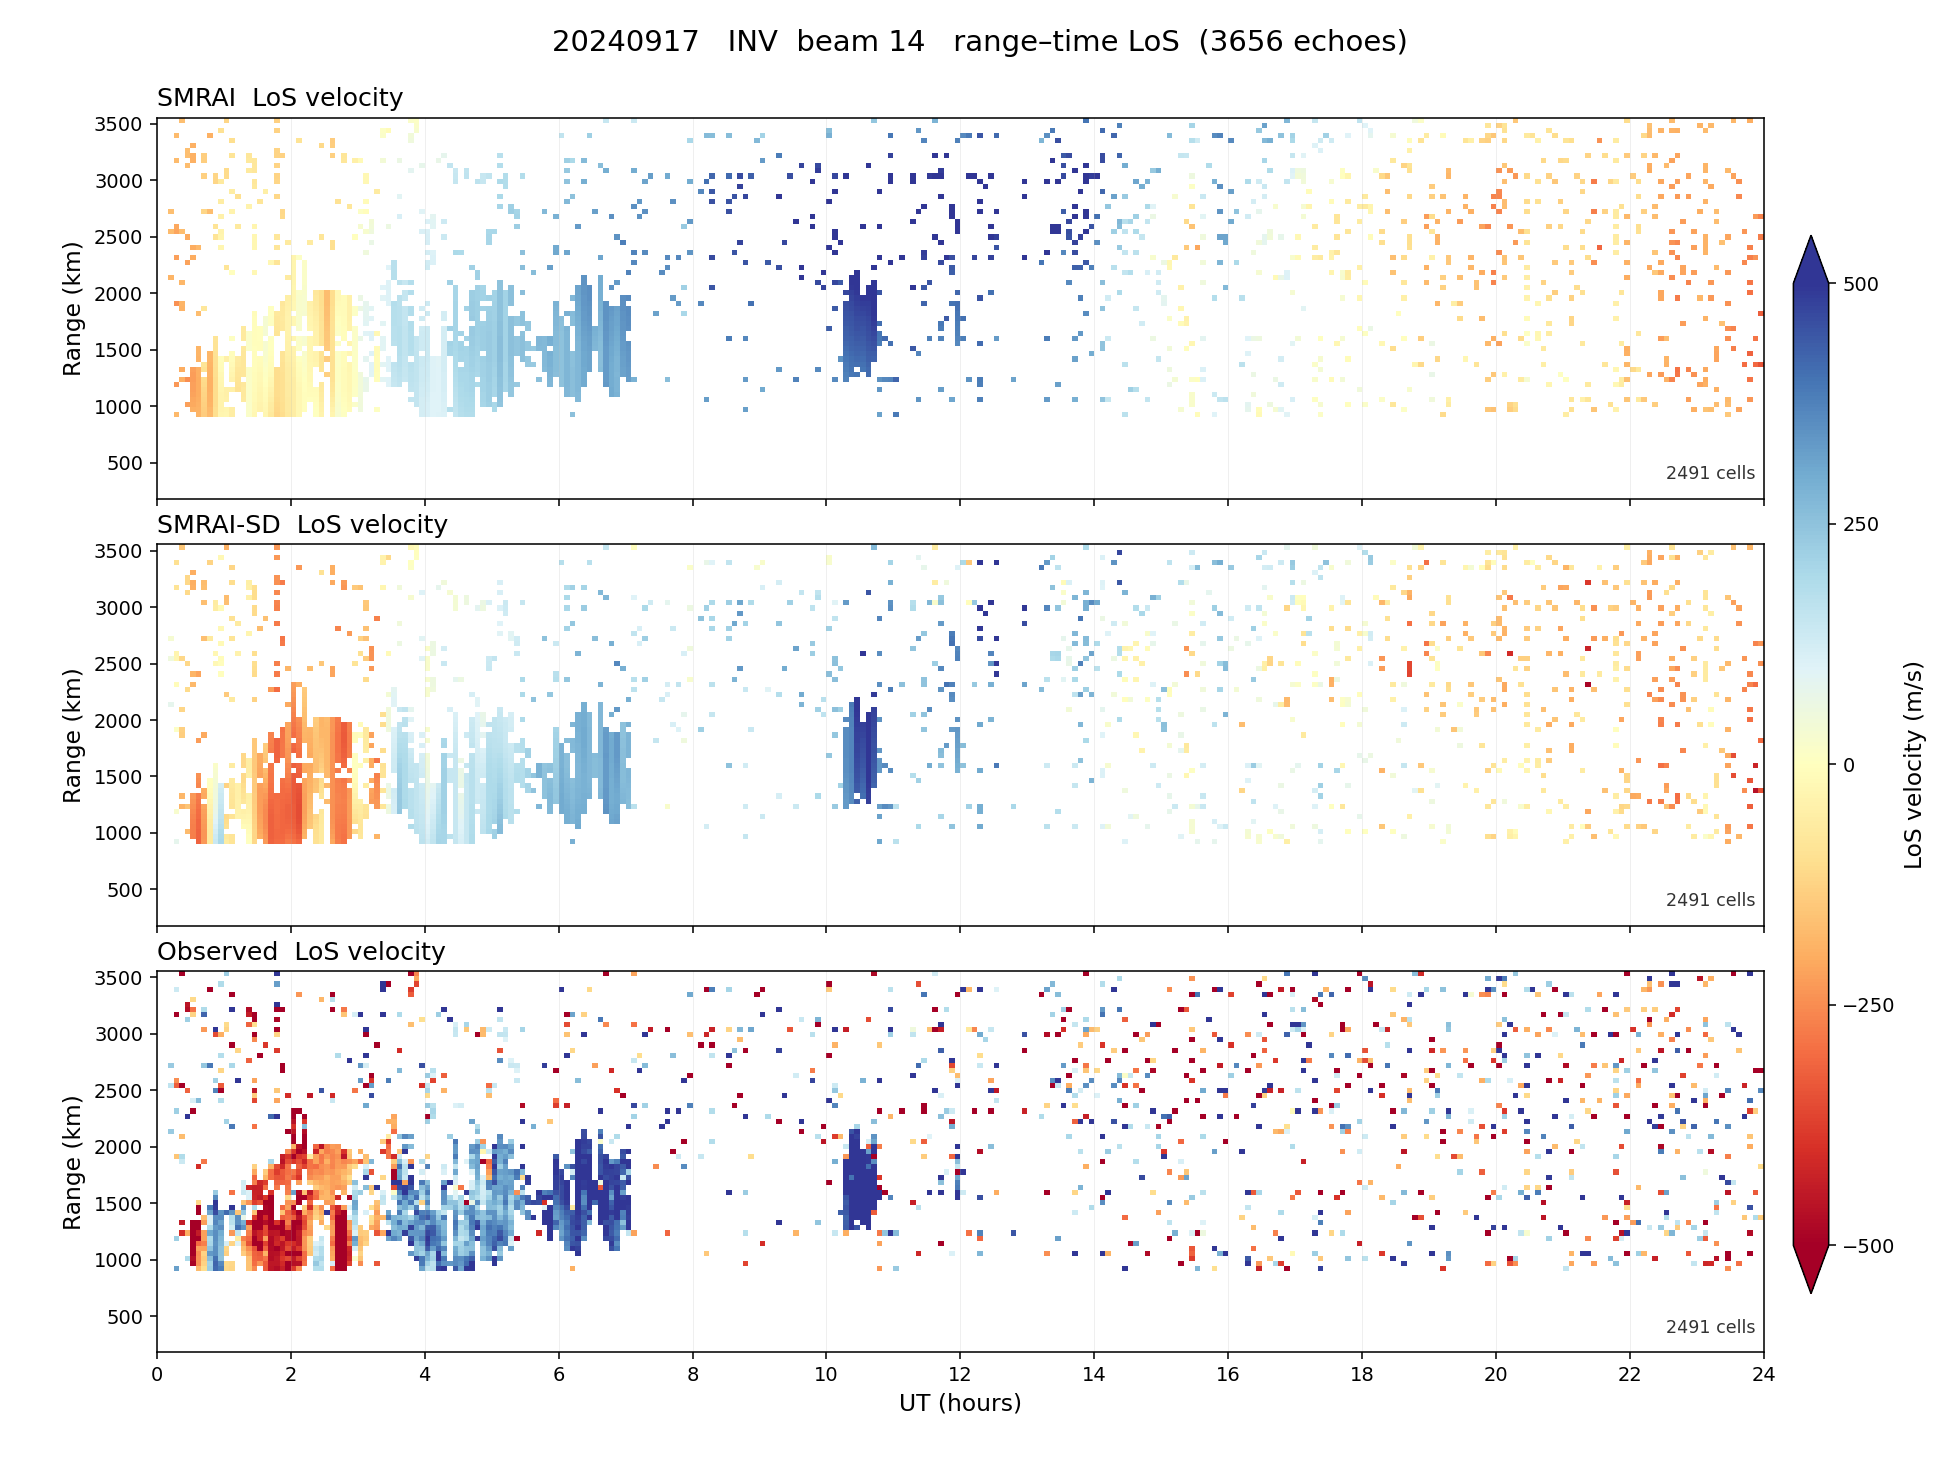 20240917   INV  beam 14   range–time LoS  (3656 echoes)
SMRAI  LoS velocity
3500
3000
2500
2000
1500
1000
500
Range (km)
2491 cells
SMRAI-SD  LoS velocity
3500
3000
2500
2000
1500
1000
500
Range (km)
2491 cells
Observed  LoS velocity
3500
3000
2500
2000
1500
1000
500
Range (km)
2491 cells
0 2 4 6 8 10 12 14 16 18 20 22 24
UT (hours)
500
250
0
−250
−500
LoS velocity (m/s)